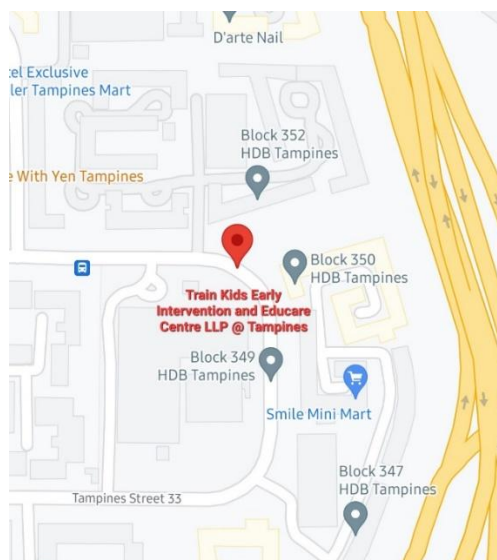 D'arte Nail
tel Exclusive
ler Tampines Mart
Block 352
HDB Tampines
e With Yen Tampines
Block 350
HDB Tampines
Train Kids Early
Intervention and Educare
Centre LLP @ Tampines
Block 349
HDB Tampines
Smile Mini Mart
Block 347
HDB Tampines
Tampines Street 33